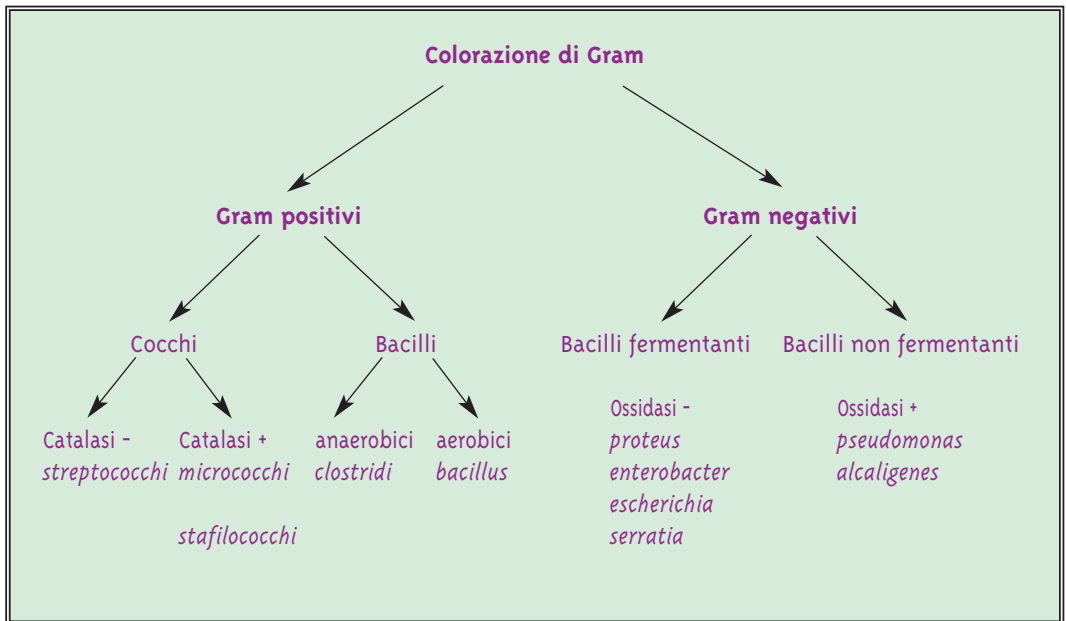 Colorazione di Gram
Gram positivi
Gram negativi
Cocchi
Bacilli
Bacilli fermentanti
Bacilli non fermentanti
Catalasi -
streptococchi
Catalasi +
micrococchi
stafilococchi
anaerobici
clostridi
aerobici
bacillus
Ossidasi -
proteus
enterobacter
escherichia
serratia
Ossidasi +
pseudomonas
alcaligenes